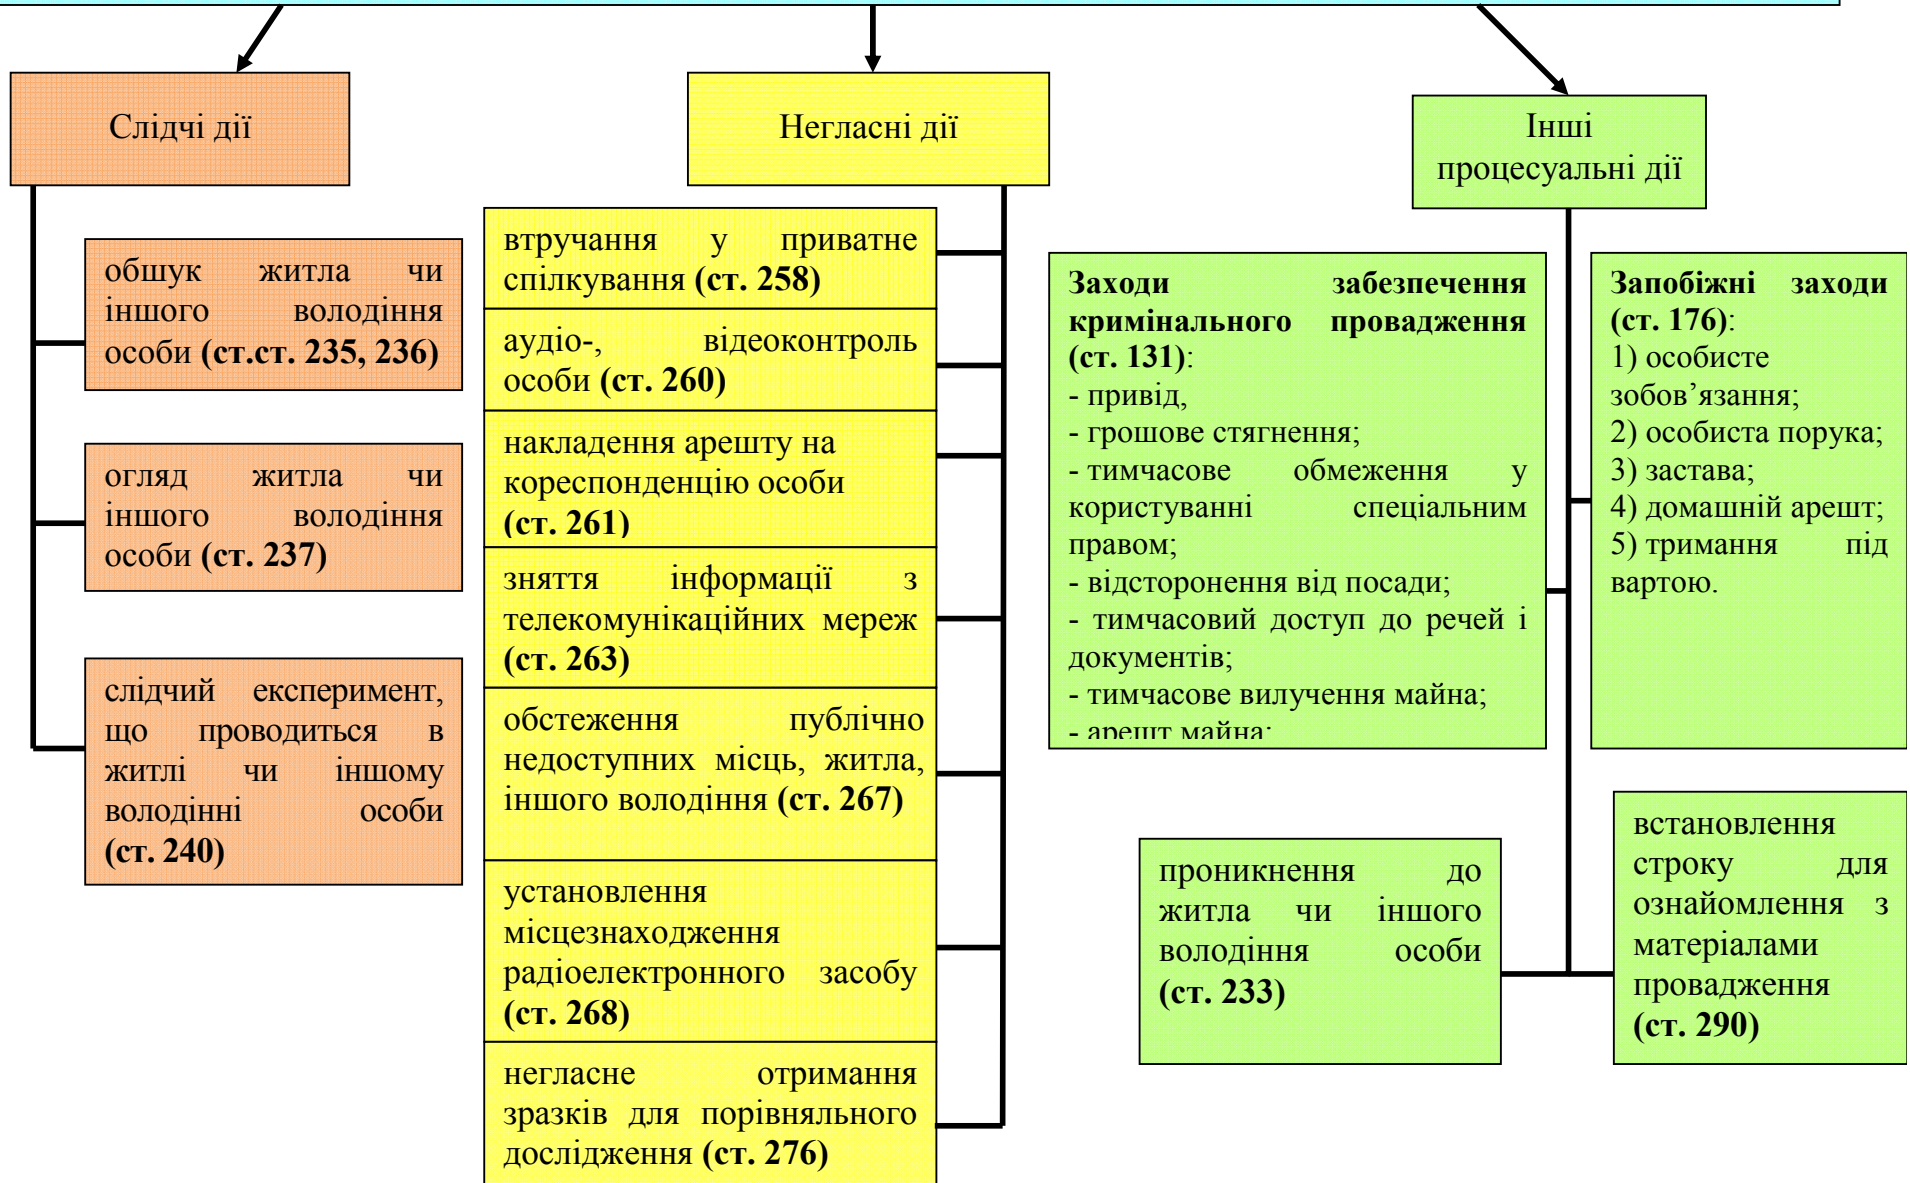 Слідчі дії
обшук житла чи
іншого володіння
особи (ст.ст. 235, 236)
огляд житла чи
іншого володіння
особи (ст. 237)
слідчий експеримент,
що проводиться в
житлі чи іншому
володінні особи
(ст. 240)
Негласні дії
втручання у приватне
спілкування (ст. 258)
аудіо-, відеоконтроль
особи (ст. 260)
накладення арешту на
кореспонденцію особи
(ст. 261)
зняття інформації з
телекомунікаційних мереж
(ст. 263)
обстеження публічно
недоступних місць, житла,
іншого володіння (ст. 267)
установлення
місцезнаходження
радіоелектронного засобу
(ст. 268)
негласне отримання
зразків для порівняльного
дослідження (ст. 276)
Інші
процесуальні дії
Заходи забезпечення
кримінального провадження
(ст. 131):
- привід,
- грошове стягнення;
- тимчасове обмеження у
користуванні спеціальним
правом;
- відсторонення від посади;
- тимчасовий доступ до речей і
документів;
- тимчасове вилучення майна;
- арешт майна;
Запобіжні заходи
(ст. 176):
1) особисте
зобов’язання;
2) особиста порука;
3) застава;
4) домашній арешт;
5) тримання під
вартою.
проникнення до
житла чи іншого
володіння особи
(ст. 233)
встановлення
строку для
ознайомлення з
матеріалами
провадження
(ст. 290)